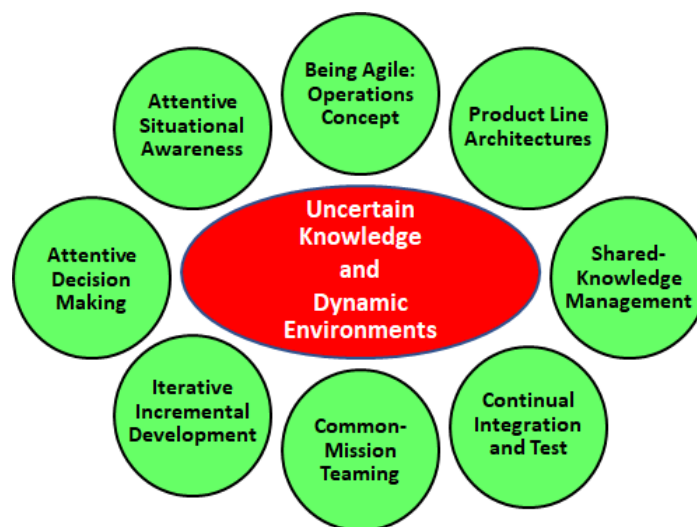 Being Agile:
Operations
Concept
Attentive
Situational
Awareness
Product Line
Architectures
Uncertain
Knowledge
and
Dynamic
Environments
Attentive
Decision
Making
Shared-
Knowledge
Management
Iterative
Incremental
Development
Common-
Mission
Teaming
Continual
Integration
and Test